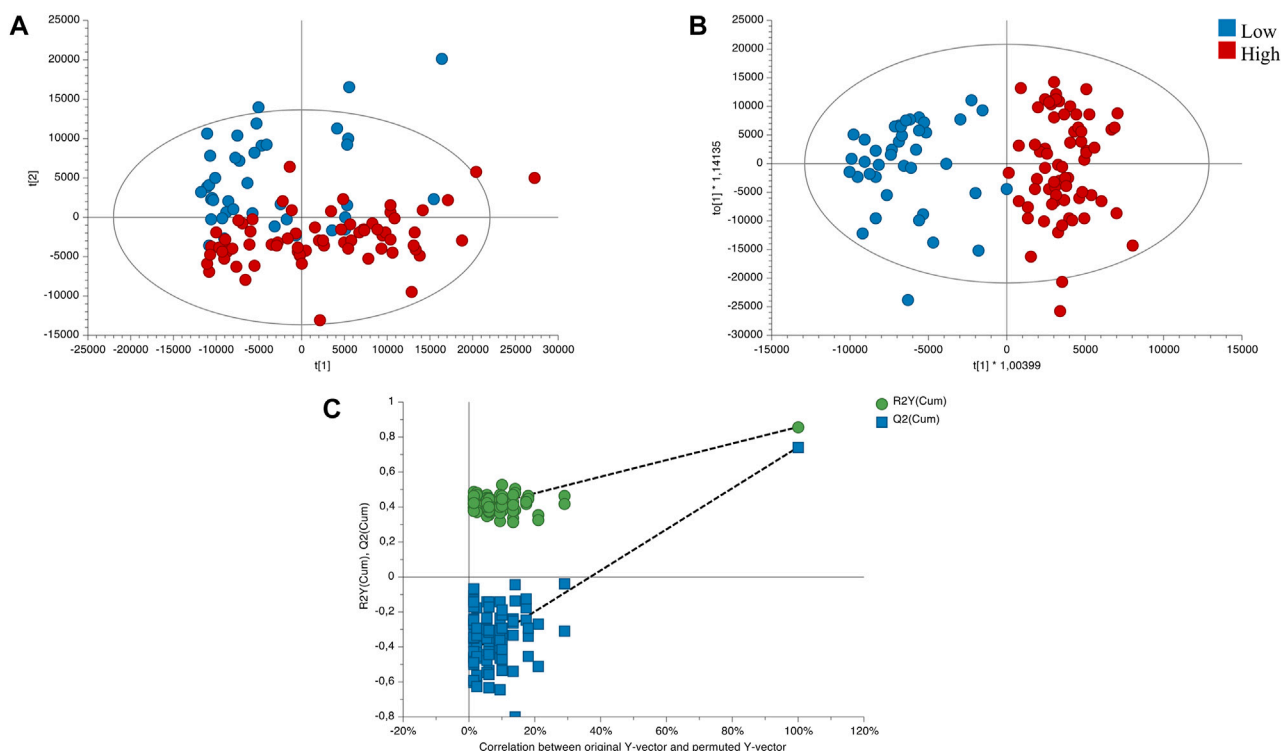 A
25000
20000
15000
10000
5000
0
-5000
-10000
-15000
t[2]
-25000 -20000 -15000 -10000 -5000 0 5000 10000 15000 20000 25000 30000
t[1]
B
25000
20000
15000
10000
5000
0
-5000
-10000
-15000
-20000
-25000
-30000
to[1] * 1,14135
-15000 -10000 -5000 0 5000 10000 15000
t[1] * 1,00399
Low
High
C
1
0,8
0,6
0,4
0,2
0
-0,2
-0,4
-0,6
-0,8
R2Y(Cum), Q2(Cum)
-20% 0% 20% 40% 60% 80% 100% 120%
Correlation between original Y-vector and permuted Y-vector
R2Y(Cum)
Q2(Cum)